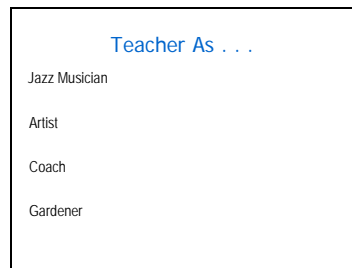 Teacher As . . .
Jazz Musician
Artist
Coach
Gardener